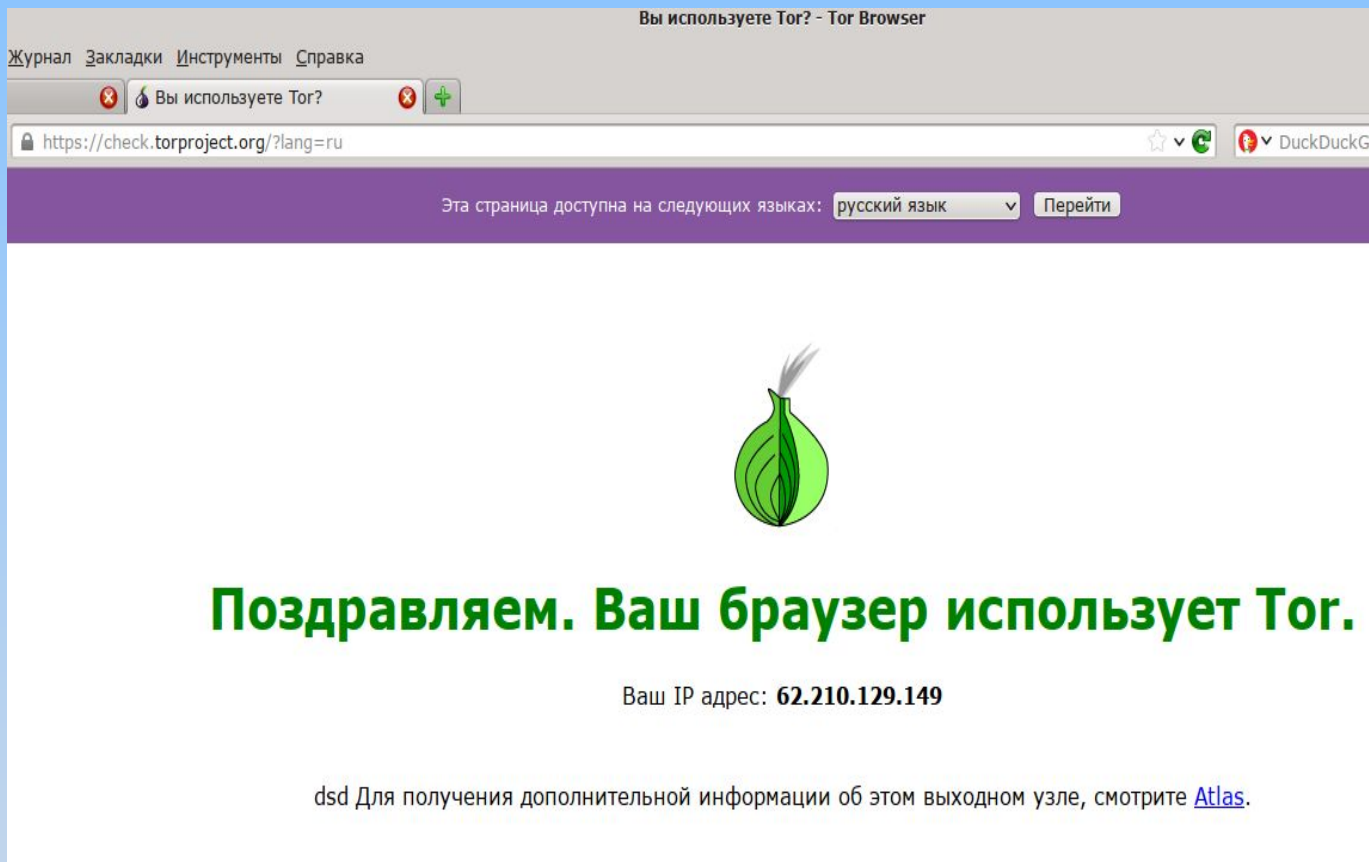 Вы используете Tor? - Tor Browser
Журнал Закладки Инструменты Справка
Вы используете Tor?
https://check.torproject.org/?lang=ru
DuckDuckG
Эта страница доступна на следующих языках: русский язык Перейти
Поздравляем. Ваш браузер использует Tor.
Ваш IP адрес: 62.210.129.149
dsd Для получения дополнительной информации об этом выходном узле, смотрите Atlas.